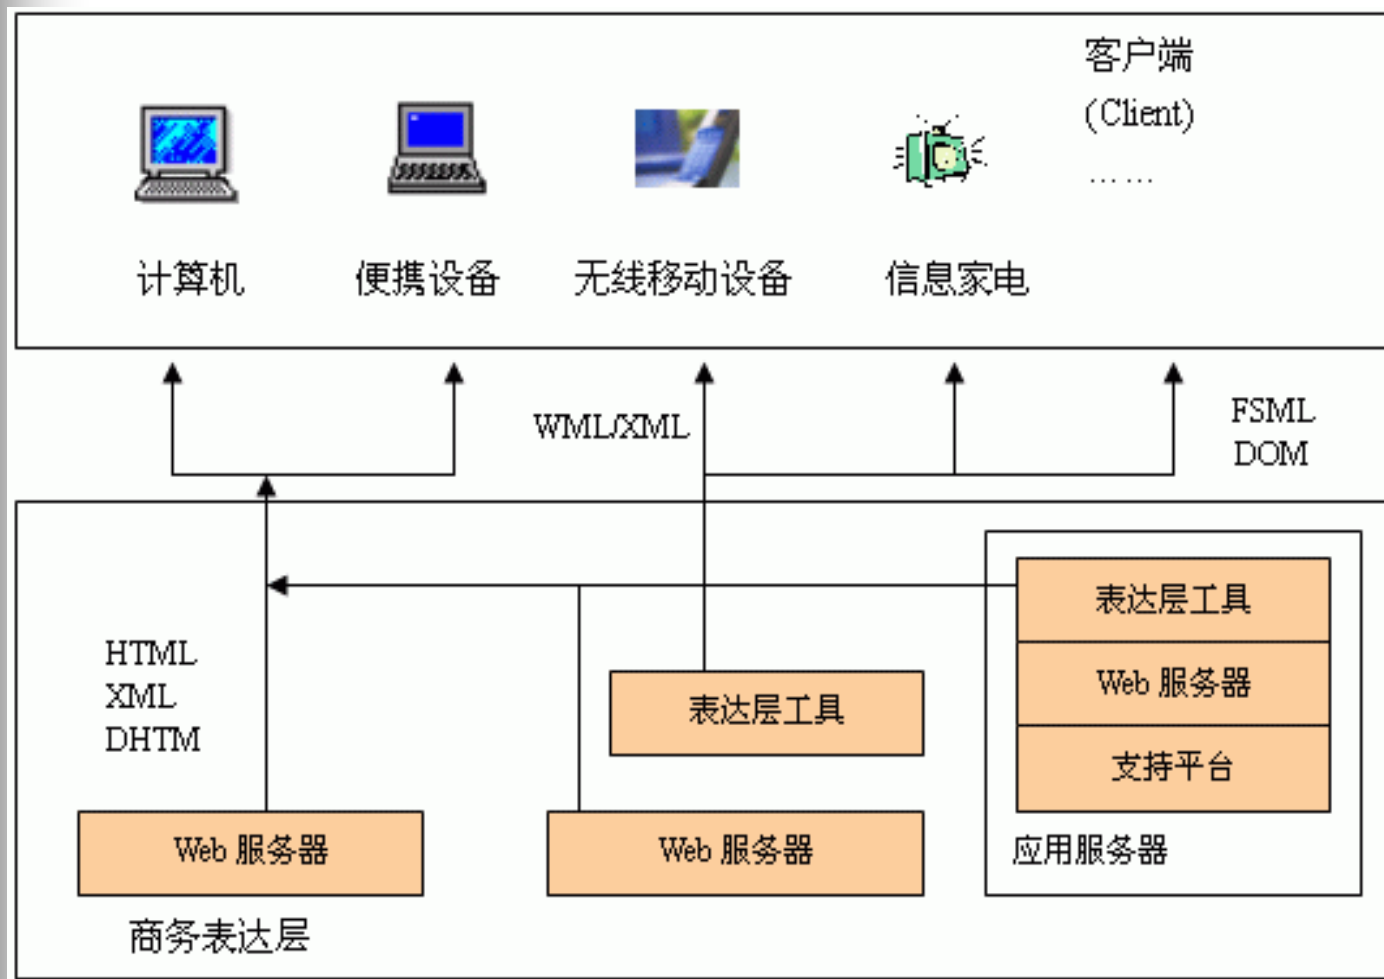 客户端
(Client)
……
计算机
便携设备
无线移动设备
信息家电
WML/XML
FSML
DOM
HTML
XML
DHTM
表达层工具
Web 服务器
支持平台
应用服务器
表达层工具
Web 服务器
Web 服务器
商务表达层